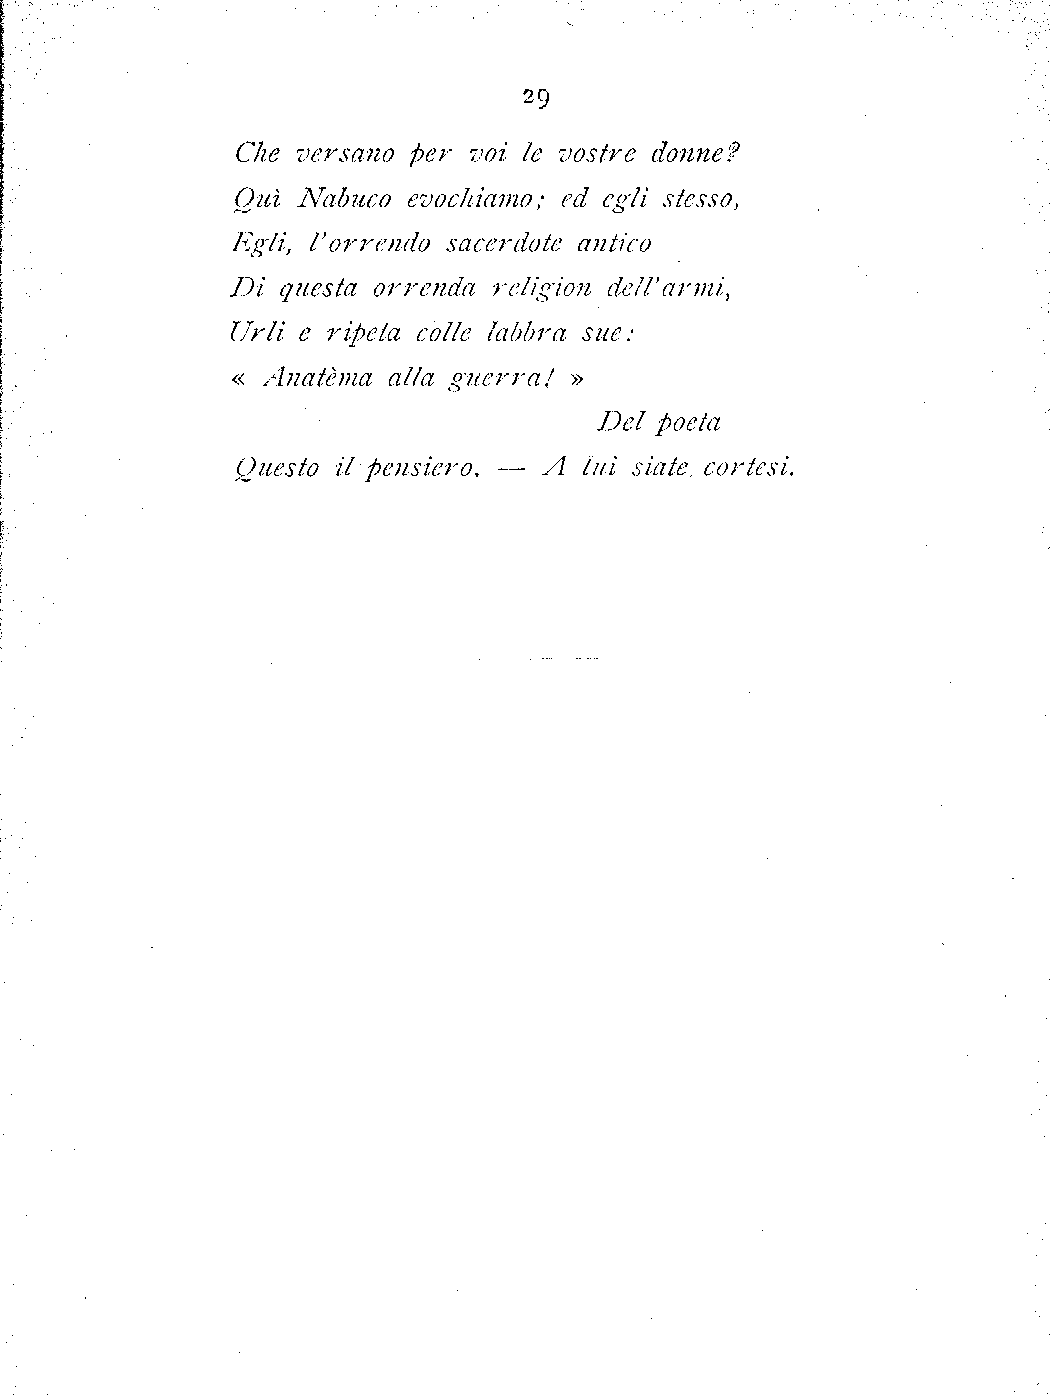 29
Che versano per voi le vostre donne?
Quì Nabuco evochiamo; ed egli stesso,
Egli, l'orrendo sacerdote antico
Di questa orrenda religion dell'armi,
Urli e ripeta colle labbra sue:
« Anatèma alla guerra! »
Del poeta
Questo il pensiero. — A lui siate cortesi.